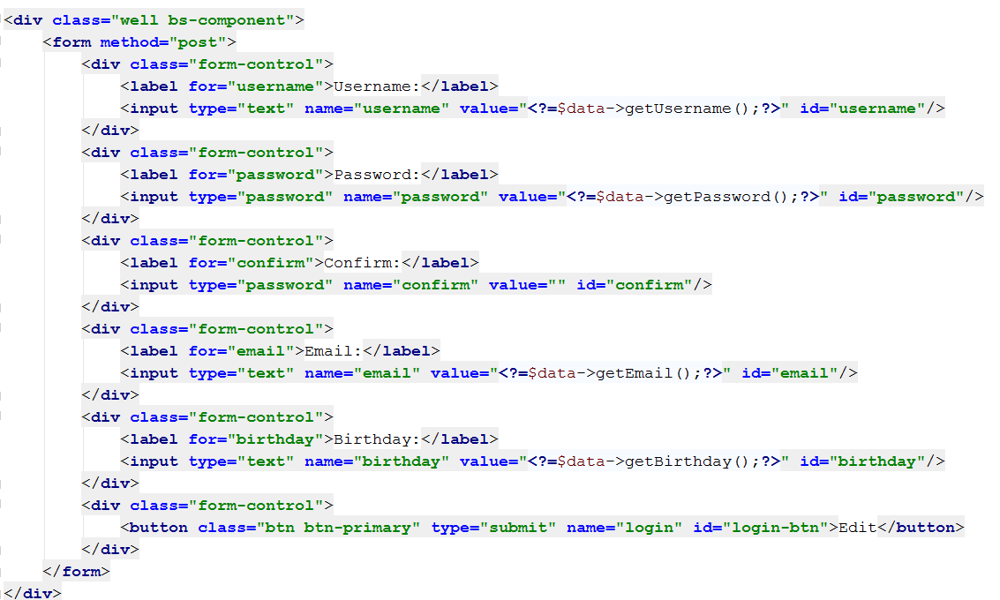 <div class="well bs-component">
    <form method="post">
        <div class="form-control">
            <label for="username">Username:</label>
            <input type="text" name="username" value="<?=$data->getUsername();?>" id="username"/>
        </div>
        <div class="form-control">
            <label for="password">Password:</label>
            <input type="password" name="password" value="<?=$data->getPassword();?>" id="password"/>
        </div>
        <div class="form-control">
            <label for="confirm">Confirm:</label>
            <input type="password" name="confirm" value="" id="confirm"/>
        </div>
        <div class="form-control">
            <label for="email">Email:</label>
            <input type="text" name="email" value="<?=$data->getEmail();?>" id="email"/>
        </div>
        <div class="form-control">
            <label for="birthday">Birthday:</label>
            <input type="text" name="birthday" value="<?=$data->getBirthday();?>" id="birthday"/>
        </div>
        <div class="form-control">
            <button class="btn btn-primary" type="submit" name="login" id="login-btn">Edit</button>
        </div>
    </form>
</div>